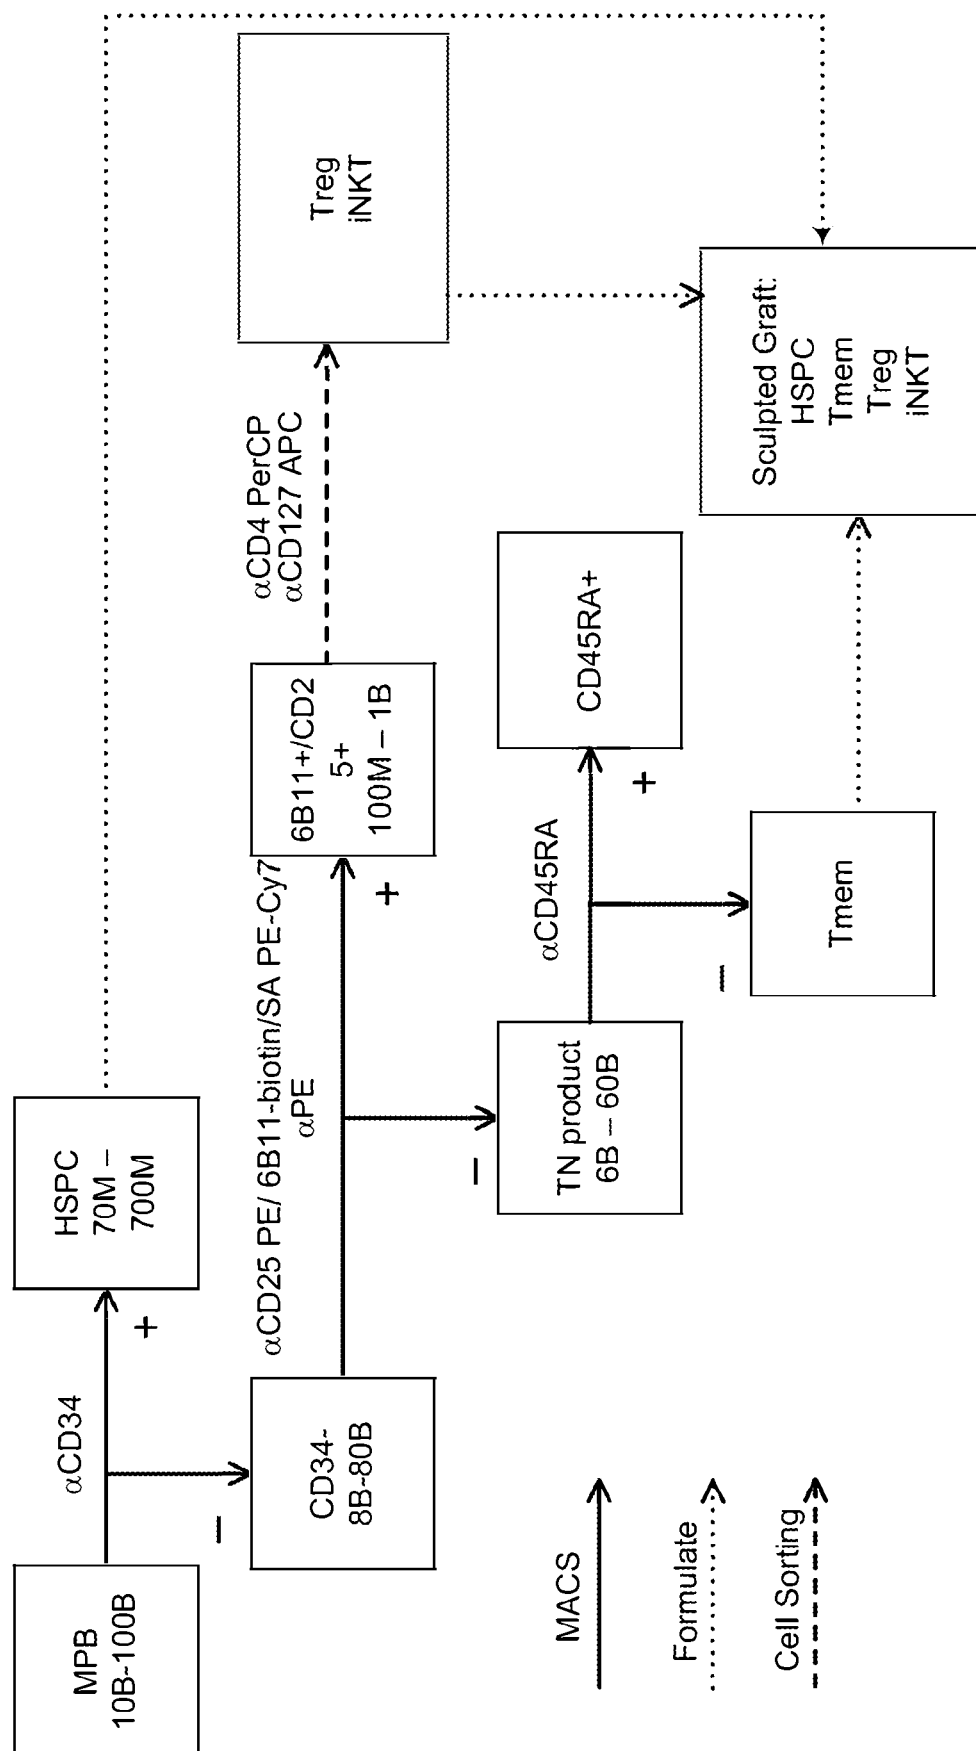 MPB
10B-100B
αCD34
+
–
HSPC
70M –
700M
CD34-
8B-80B
αCD25 PE/ 6B11-biotin/SA PE-Cy7
αPE
+
–
6B11+/CD2
5+
100M – 1B
αCD4 PerCP
αCD127 APC
Treg
iNKT
TN product
6B – 60B
αCD45RA
+
–
CD45RA+
Tmem
Sculpted Graft:
HSPC
Tmem
Treg
iNKT
MACS
Formulate
Cell Sorting